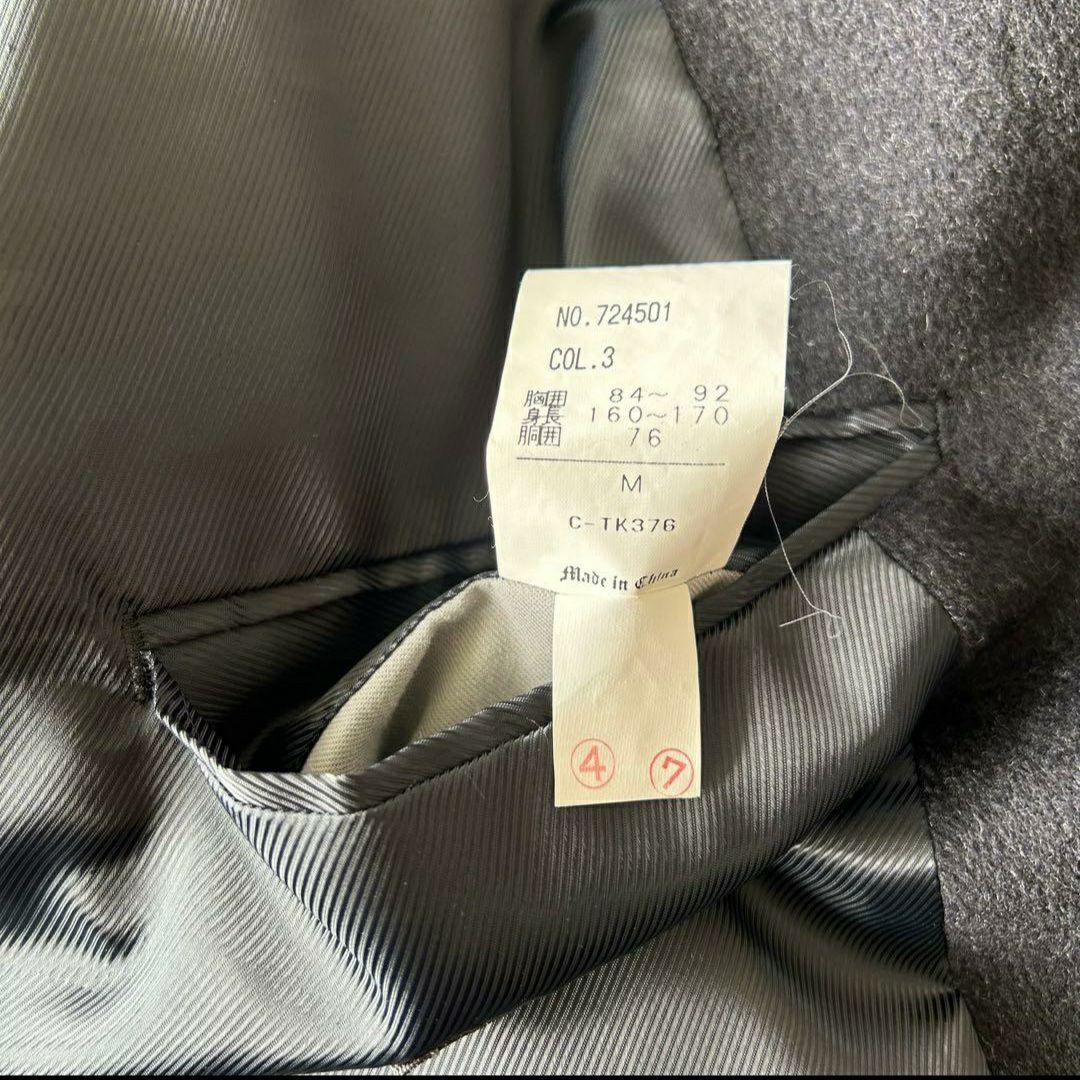 NO.724501
COL.3
胸囲 84～ 92
身長 160～170
胴囲 76
M
C-TK376
Made in China
④ ⑦